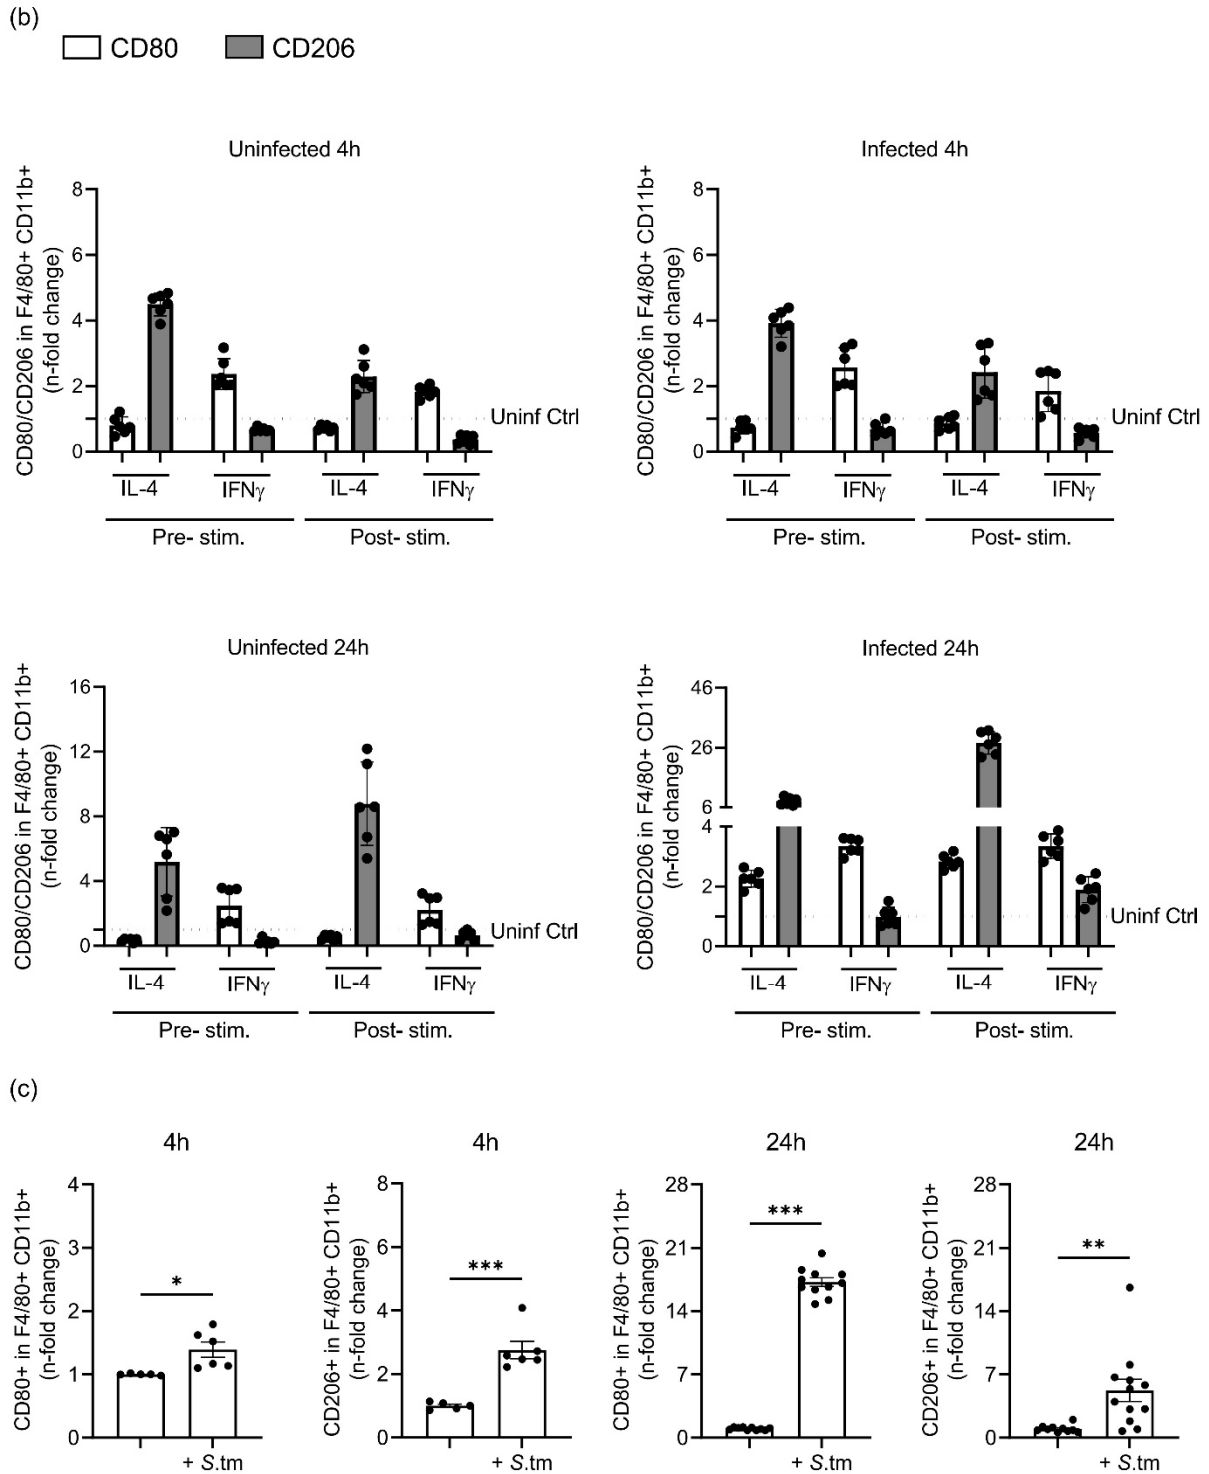 (b)
CD80 CD206
Uninfected 4h
CD80/CD206 in F4/80+ CD11b+
(n-fold change)
8
6
4
2
0
Uninf Ctrl
IL-4 IFNγ IL-4 IFNγ
Pre- stim. Post- stim.
Infected 4h
CD80/CD206 in F4/80+ CD11b+
(n-fold change)
8
6
4
2
0
Uninf Ctrl
IL-4 IFNγ IL-4 IFNγ
Pre- stim. Post- stim.
Uninfected 24h
CD80/CD206 in F4/80+ CD11b+
(n-fold change)
16
12
8
4
0
Uninf Ctrl
IL-4 IFNγ IL-4 IFNγ
Pre- stim. Post- stim.
Infected 24h
CD80/CD206 in F4/80+ CD11b+
(n-fold change)
46
26
6
4
2
0
Uninf Ctrl
IL-4 IFNγ IL-4 IFNγ
Pre- stim. Post- stim.
(c)
4h
CD80+ in F4/80+ CD11b+
(n-fold change)
4
3
2
1
0
*
+ S.tm
4h
CD206+ in F4/80+ CD11b+
(n-fold change)
8
6
4
2
0
***
+ S.tm
24h
CD80+ in F4/80+ CD11b+
(n-fold change)
28
21
14
7
0
***
+ S.tm
24h
CD206+ in F4/80+ CD11b+
(n-fold change)
28
21
14
7
0
**
+ S.tm